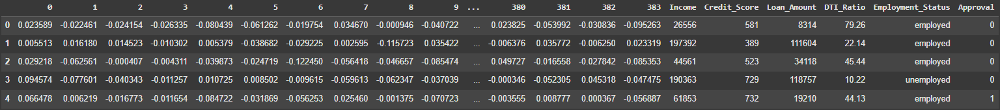 0 1 2 3 4 5 6 7 8 9 ... 380 381 382 383 Income Credit_Score Loan_Amount DTI_Ratio Employment_Status Approval
0 0.023589 -0.022461 -0.024154 -0.026335 -0.080439 -0.061262 -0.019754 0.034670 -0.000946 -0.040722 ... 0.023825 -0.053992 -0.030836 -0.095263 26556 581 8314 79.26 employed 0
1 0.005513 0.016180 0.014523 -0.010302 0.005379 -0.038682 -0.029225 0.002595 -0.115723 0.035422 ... -0.006376 0.035772 -0.006250 0.023319 197392 389 111604 22.14 employed 0
2 0.029218 -0.062561 -0.000407 -0.004311 -0.039873 -0.024719 -0.122450 -0.056418 -0.046657 -0.085474 ... 0.049727 -0.016558 -0.027842 -0.085353 44561 523 34118 45.44 employed 0
3 0.094574 -0.077601 -0.040343 -0.011257 0.010725 0.008502 -0.009615 -0.059613 -0.062347 -0.037039 ... -0.000346 -0.052305 0.045318 -0.047475 190363 729 118757 10.22 unemployed 0
4 0.066478 0.006219 -0.016773 -0.011654 -0.084722 -0.031869 -0.056253 0.025460 -0.001375 -0.070723 ... -0.003555 0.008777 0.000367 -0.056887 61853 732 19210 44.13 employed 1